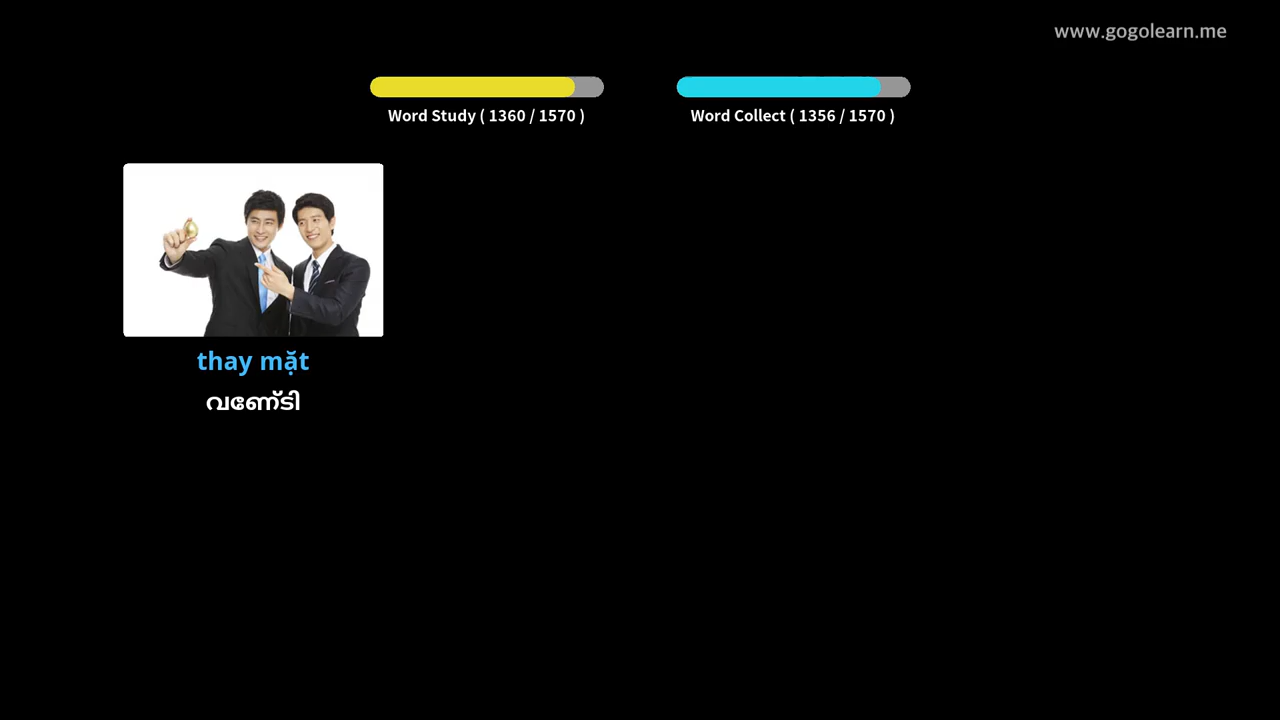 www.gogolearn.me
Word Study ( 1360 / 1570 )
Word Collect ( 1356 / 1570 )
thay mặt
വണ്ടേി